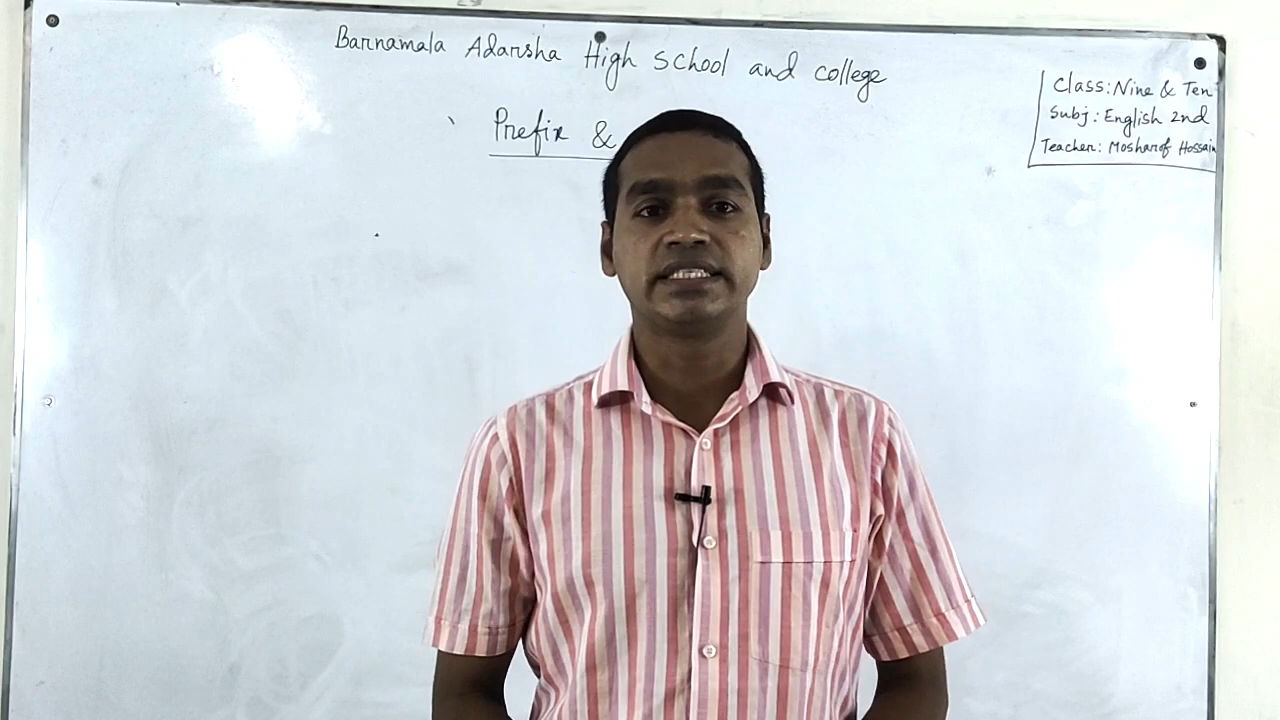 Barnamala Adarsha High School and college
Prefix &
Class: Nine & Ten
Subj: English 2nd
Teacher: Mosharof Hossain